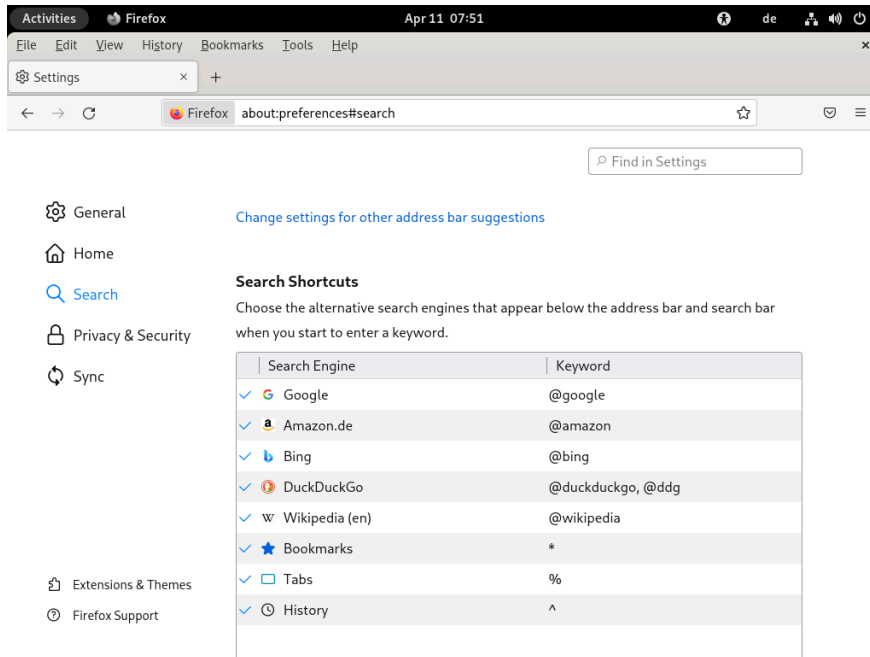 Activities Firefox Apr 11 07:51 de
File Edit View History Bookmarks Tools Help
Settings
Firefox about:preferences#search
Find in Settings
General
Change settings for other address bar suggestions
Home
Search Shortcuts
Search
Choose the alternative search engines that appear below the address bar and search bar
when you start to enter a keyword.
Privacy & Security
Sync
Search Engine Keyword
Google @google
Amazon.de @amazon
Bing @bing
DuckDuckGo @duckduckgo, @ddg
Wikipedia (en) @wikipedia
Bookmarks *
Tabs %
History ^
Extensions & Themes
Firefox Support